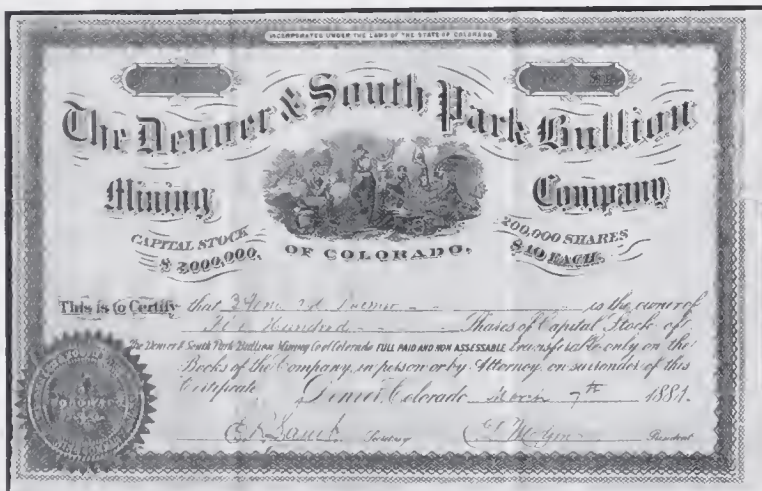 INCORPORATED UNDER THE LAWS OF THE STATE OF COLORADO
The Denver & South Park Bullion
Mining Company
CAPITAL STOCK
$2,000,000,
OF COLORADO,
200,000 SHARES
$10 EACH.
This is to Certify that is the owner of
Hundred Shares of Capital Stock of
The Denver & South Park Bullion Mining Co of Colorado FULL PAID AND NON ASSESSABLE transferable only on the
Books of the Company, in person or by Attorney, on surrender of this
Certificate Denver, Colorado 7th 1881.
Secretary President